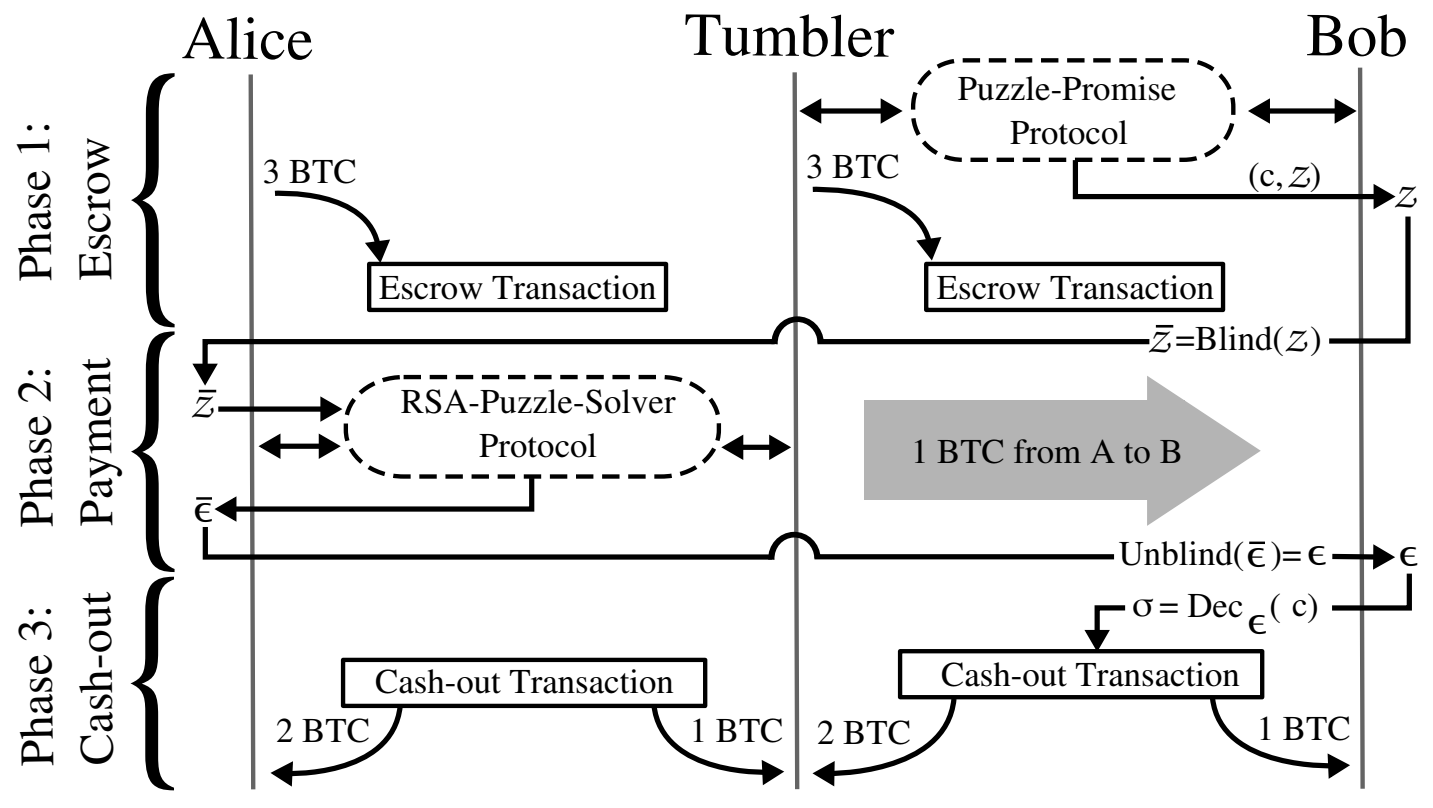 Alice
Tumbler
Bob
Phase 1:
Escrow
Puzzle-Promise
Protocol
3 BTC
3 BTC
(c, z)
z
Escrow Transaction
Escrow Transaction
Phase 2:
Payment
z̄=Blind(z)
z̄
RSA-Puzzle-Solver
Protocol
1 BTC from A to B
ϵ̄
Unblind(ϵ̄)= ϵ
ϵ
Phase 3:
Cash-out
σ = Dec ϵ( c)
Cash-out Transaction
Cash-out Transaction
2 BTC
1 BTC
2 BTC
1 BTC